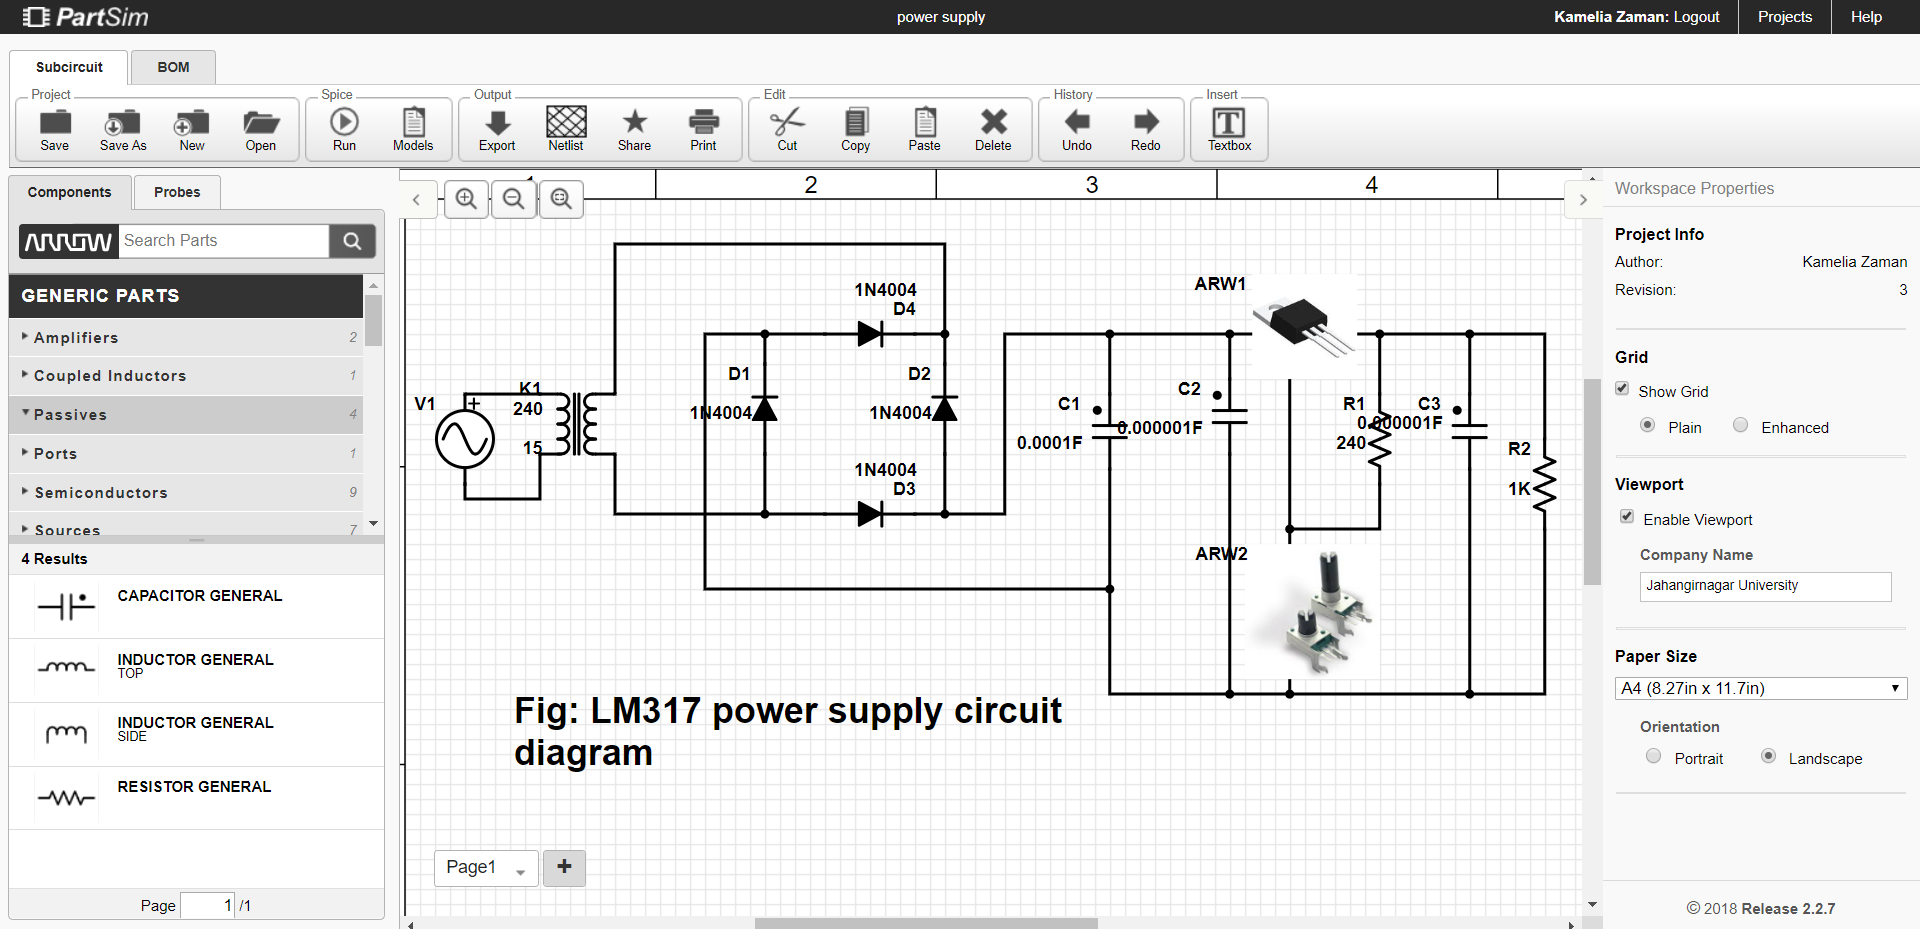 PartSim
power supply
Kamelia Zaman: Logout
Projects
Help
Subcircuit
BOM
Project
Spice
Output
Edit
History
Insert
Save
Save As
New
Open
Run
Models
Export
Netlist
Share
Print
Cut
Copy
Paste
Delete
Undo
Redo
Textbox
Components
Probes
ARROW
Search Parts
GENERIC PARTS
Amplifiers 2
Coupled Inductors 1
Passives 4
Ports 1
Semiconductors 9
Sources 7
4 Results
CAPACITOR GENERAL
INDUCTOR GENERAL
TOP
INDUCTOR GENERAL
SIDE
RESISTOR GENERAL
Page 1 /1
2
3
4
V1
+
K1
240
15
1N4004
D4
D1
1N4004
D2
1N4004
1N4004
D3
C1
0.0001F
C2
0.000001F
ARW1
R1
240
C3
0.000001F
R2
1K
ARW2
Fig: LM317 power supply circuit
diagram
Page1
+
Workspace Properties
Project Info
Author: Kamelia Zaman
Revision: 3
Grid
Show Grid
Plain
Enhanced
Viewport
Enable Viewport
Company Name
Jahangirnagar University
Paper Size
A4 (8.27in x 11.7in)
Orientation
Portrait
Landscape
© 2018 Release 2.2.7